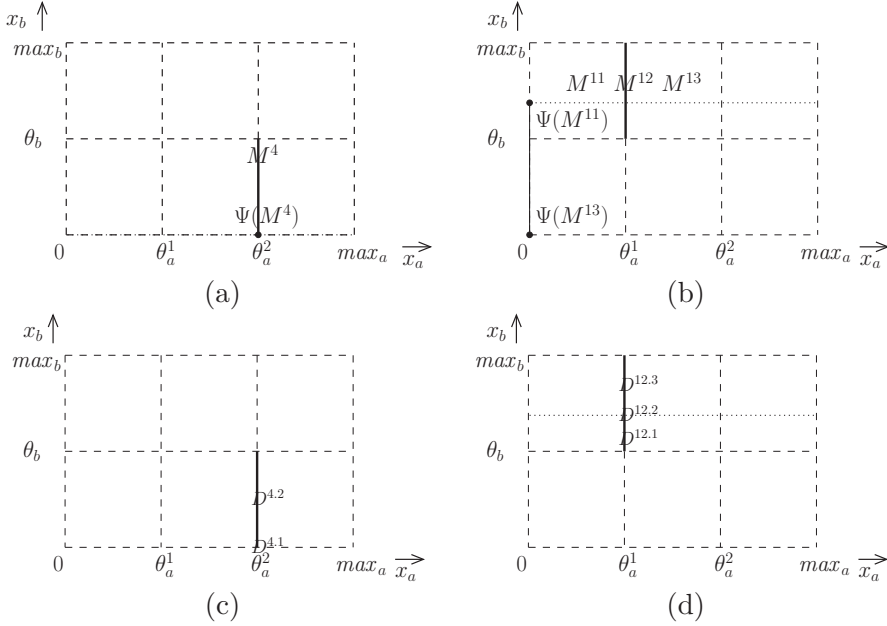 x_b
max_b
θ_b
M^4
Ψ(M^4)
0 θ_a^1 θ_a^2 max_a x_a
(a)
x_b
max_b
M^11 M^12 M^13
Ψ(M^11)
θ_b
Ψ(M^13)
0 θ_a^1 θ_a^2 max_a x_a
(b)
x_b
max_b
θ_b
D^4.2
D^4.1
0 θ_a^1 θ_a^2 max_a x_a
(c)
x_b
max_b
D^12.3
D^12.2
D^12.1
θ_b
0 θ_a^1 θ_a^2 max_a x_a
(d)